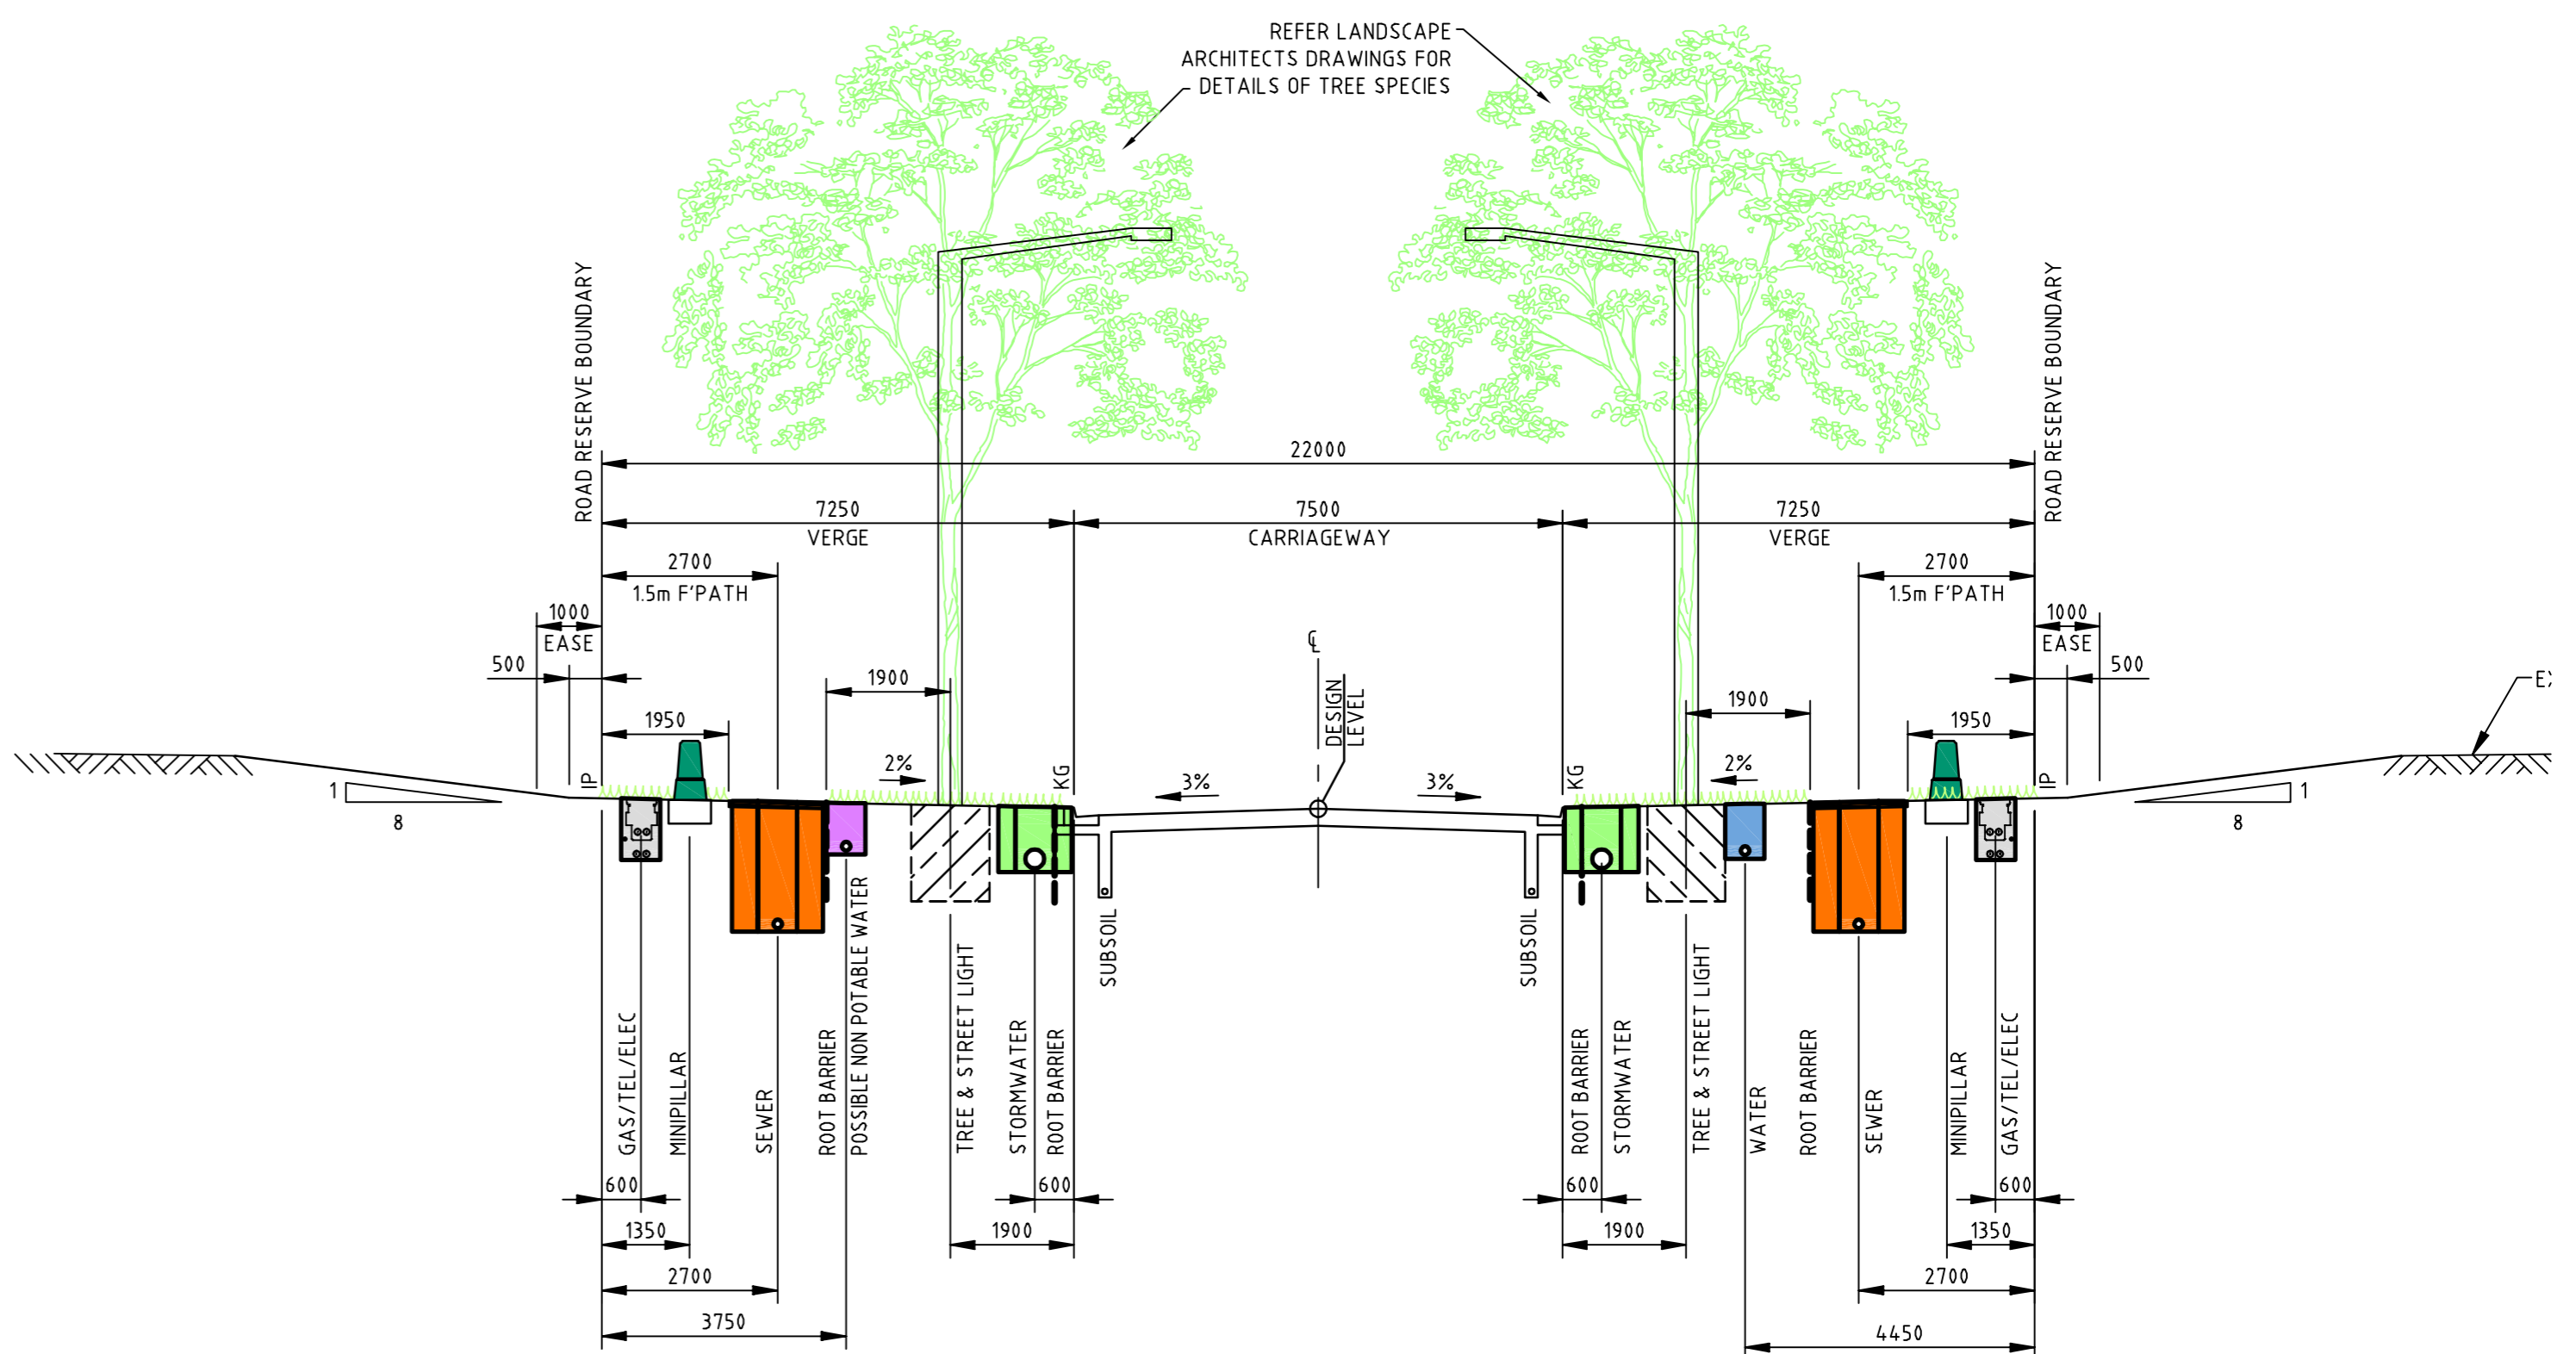 REFER LANDSCAPE
ARCHITECTS DRAWINGS FOR
DETAILS OF TREE SPECIES
ROAD RESERVE BOUNDARY
ROAD RESERVE BOUNDARY
22000
7250
VERGE
7500
CARRIAGEWAY
7250
VERGE
2700
1.5m F'PATH
2700
1.5m F'PATH
1000
EASE
1000
EASE
500
500
1900
1900
1950
1950
℄
DESIGN
LEVEL
IP
2%
KG
3%
3%
KG
2%
IP
1
8
1
8
SUBSOIL
SUBSOIL
GAS/TEL/ELEC
MINIPILLAR
SEWER
ROOT BARRIER
POSSIBLE NON POTABLE WATER
TREE & STREET LIGHT
STORMWATER
ROOT BARRIER
ROOT BARRIER
STORMWATER
TREE & STREET LIGHT
WATER
ROOT BARRIER
SEWER
MINIPILLAR
GAS/TEL/ELEC
600
600
600
600
1350
1900
1900
1350
2700
2700
3750
4450